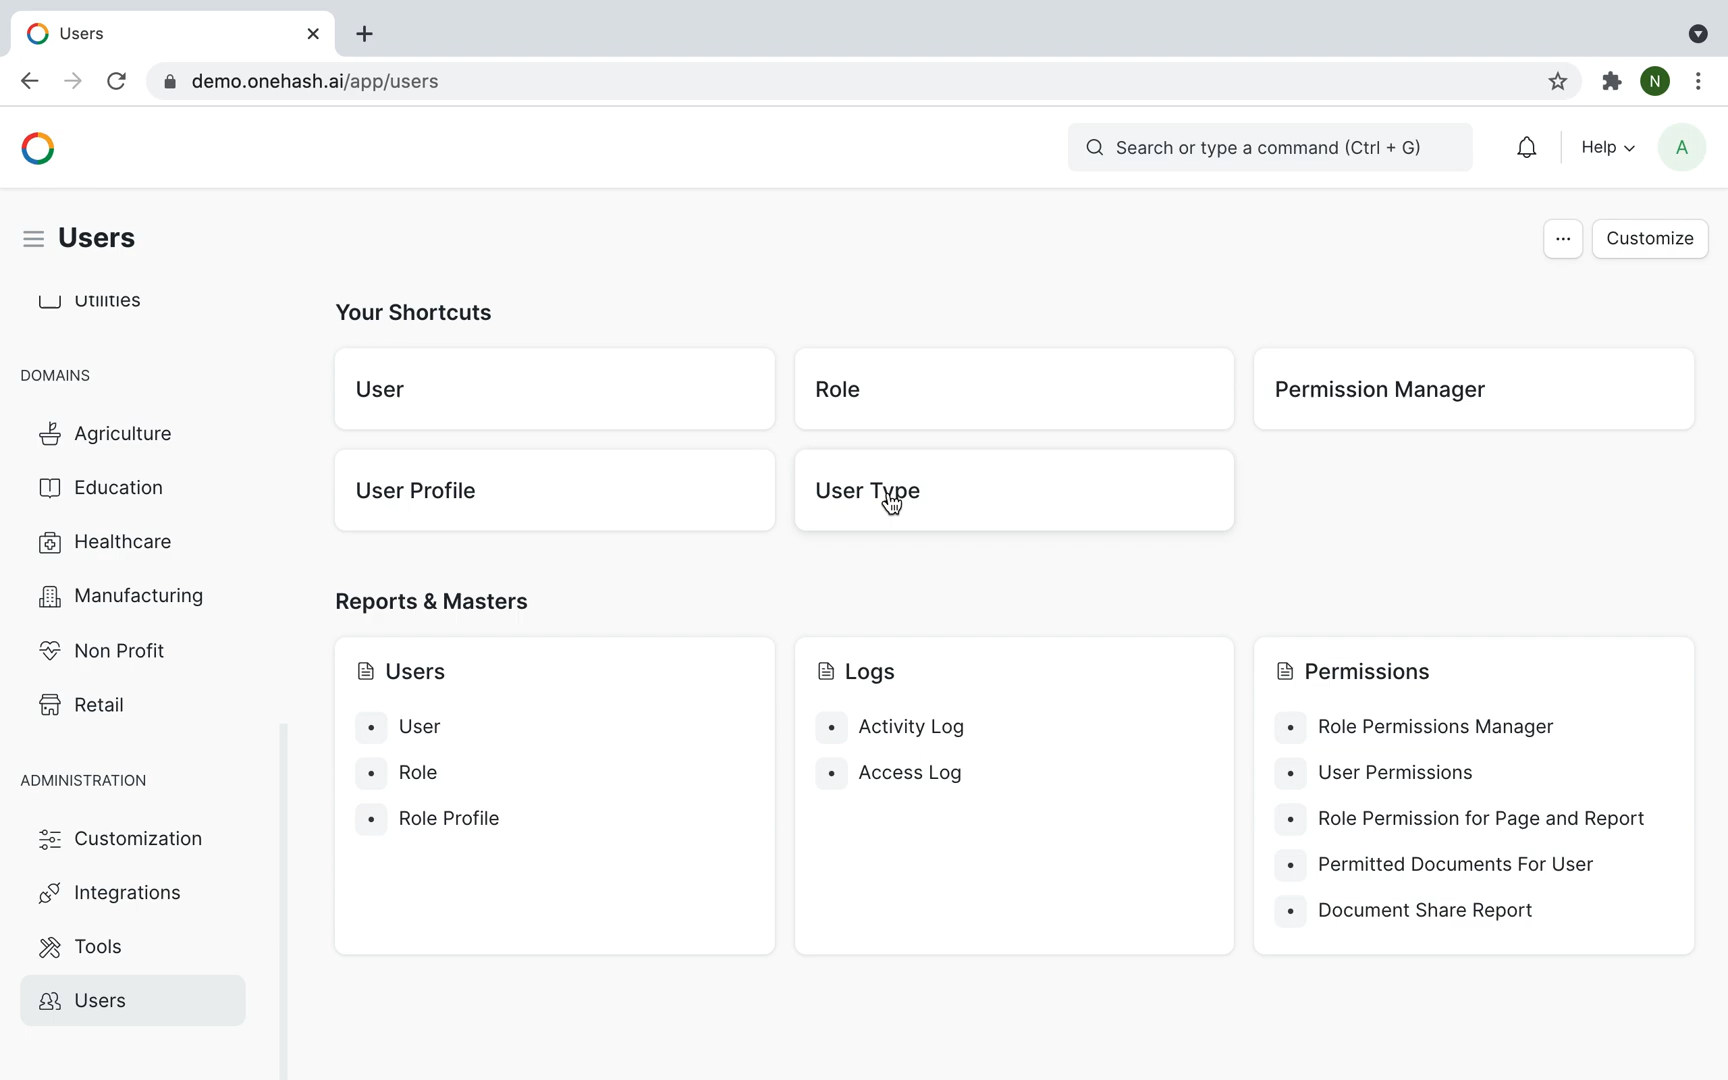 Users
demo.onehash.ai/app/users
N
Search or type a command (Ctrl + G)
Help
A
Users
...
Customize
Utilities
DOMAINS
Agriculture
Education
Healthcare
Manufacturing
Non Profit
Retail
ADMINISTRATION
Customization
Integrations
Tools
Users
Your Shortcuts
User
Role
Permission Manager
User Profile
User Type
Reports & Masters
Users
User
Role
Role Profile
Logs
Activity Log
Access Log
Permissions
Role Permissions Manager
User Permissions
Role Permission for Page and Report
Permitted Documents For User
Document Share Report